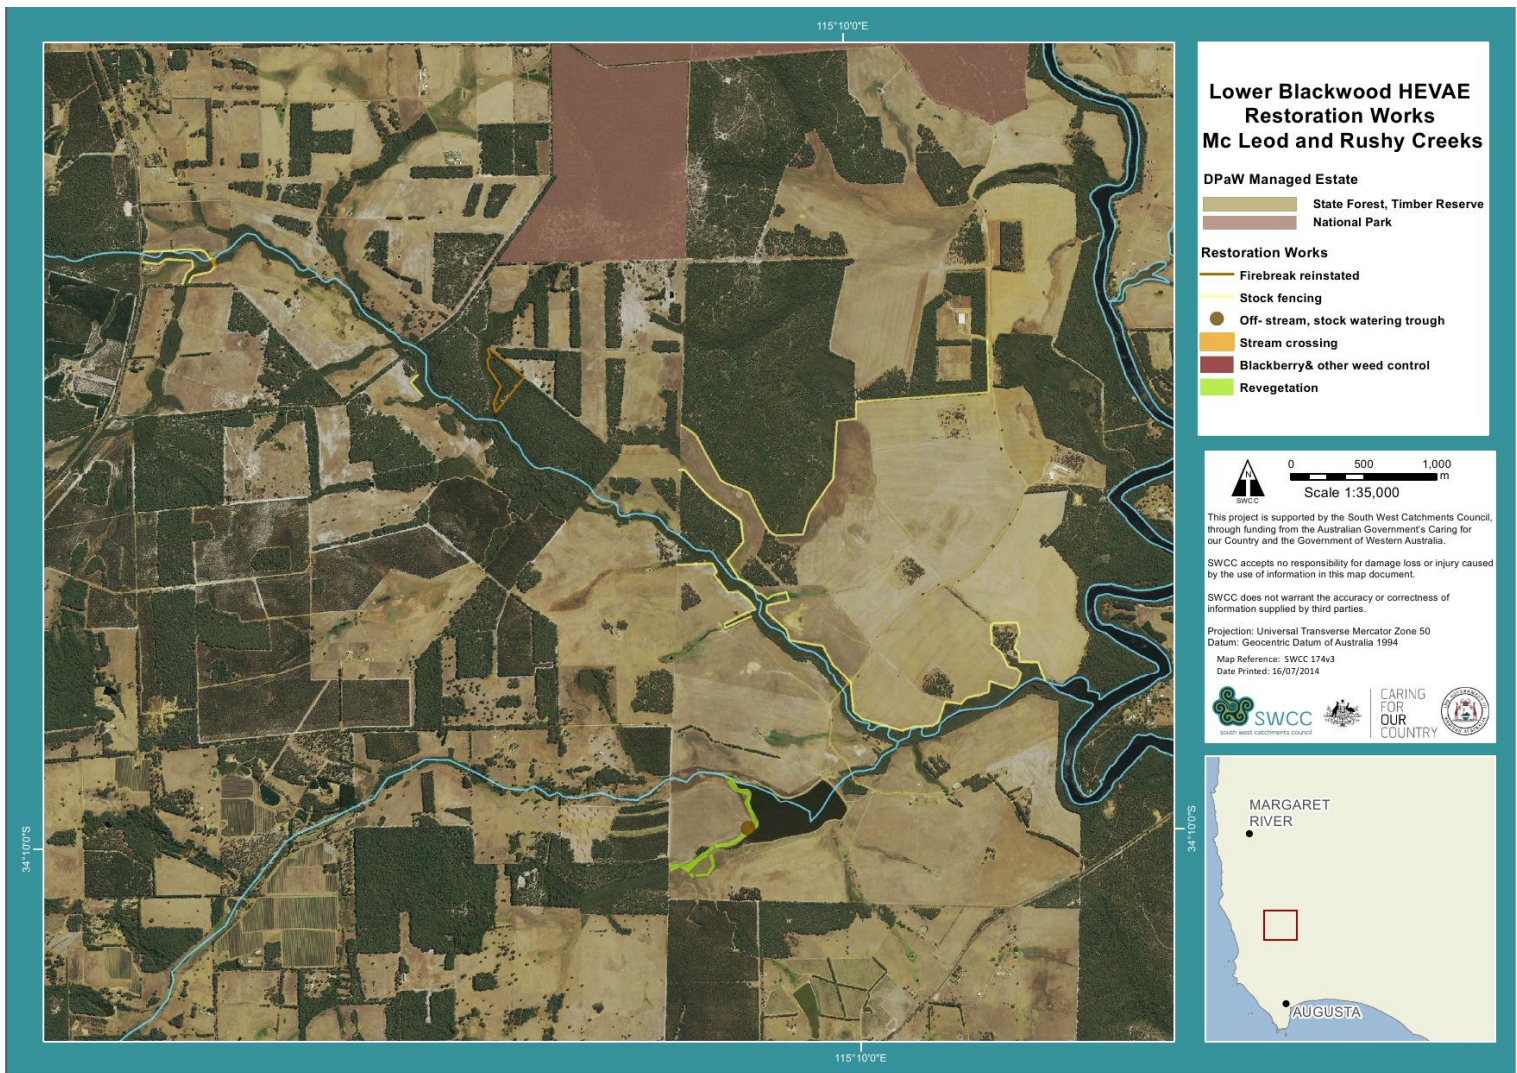 115°10'0"E
Lower Blackwood HEVAE
Restoration Works
Mc Leod and Rushy Creeks
DPaW Managed Estate
State Forest, Timber Reserve
National Park
Restoration Works
Firebreak reinstated
Stock fencing
Off- stream, stock watering trough
Stream crossing
Blackberry& other weed control
Revegetation
N
SWCC
0 500 1,000
m
Scale 1:35,000
This project is supported by the South West Catchments Council,
through funding from the Australian Government's Caring for
our Country and the Government of Western Australia.
SWCC accepts no responsibility for damage loss or injury caused
by the use of information in this map document.
SWCC does not warrant the accuracy or correctness of
information supplied by third parties.
Projection: Universal Transverse Mercator Zone 50
Datum: Geocentric Datum of Australia 1994
Map Reference: SWCC 174v3
Date Printed: 16/07/2014
SWCC
south west catchments council
CARING
FOR
OUR
COUNTRY
34°10'0"S
34°10'0"S
MARGARET
RIVER
AUGUSTA
115°10'0"E